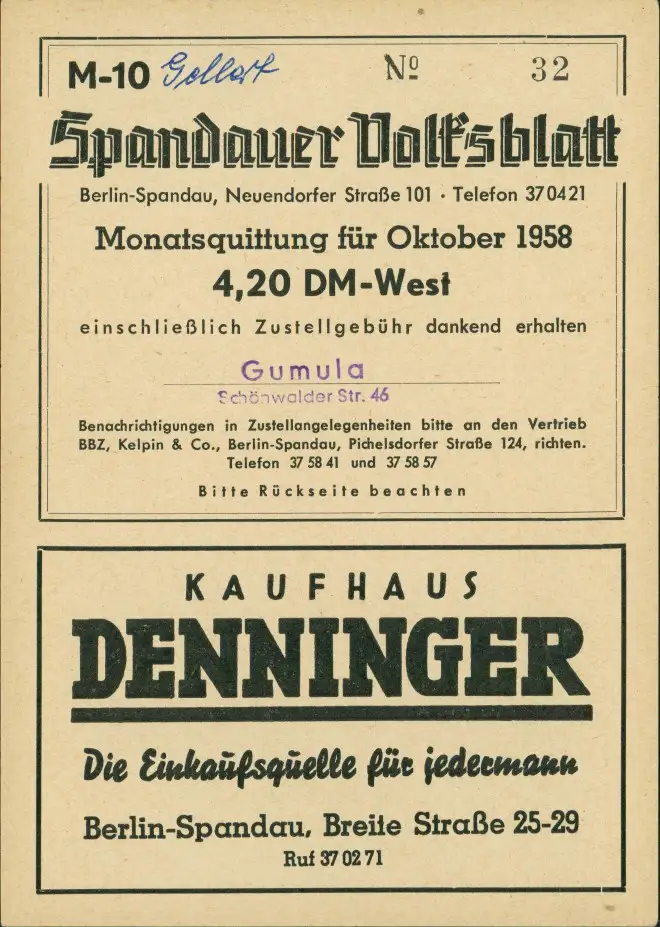 M-10 Gellert Nº 32
Spandauer Volksblatt
Berlin-Spandau, Neuendorfer Straße 101 · Telefon 37 04 21
Monatsquittung für Oktober 1958
4,20 DM-West
einschließlich Zustellgebühr dankend erhalten
Gumula
Schönwalder Str. 46
Benachrichtigungen in Zustellangelegenheiten bitte an den Vertrieb
BBZ, Kelpin & Co., Berlin-Spandau, Pichelsdorfer Straße 124, richten.
Telefon 37 58 41 und 37 58 57
Bitte Rückseite beachten
KAUFHAUS
DENNINGER
Die Einkaufsquelle für jedermann
Berlin-Spandau, Breite Straße 25-29
Ruf 37 02 71